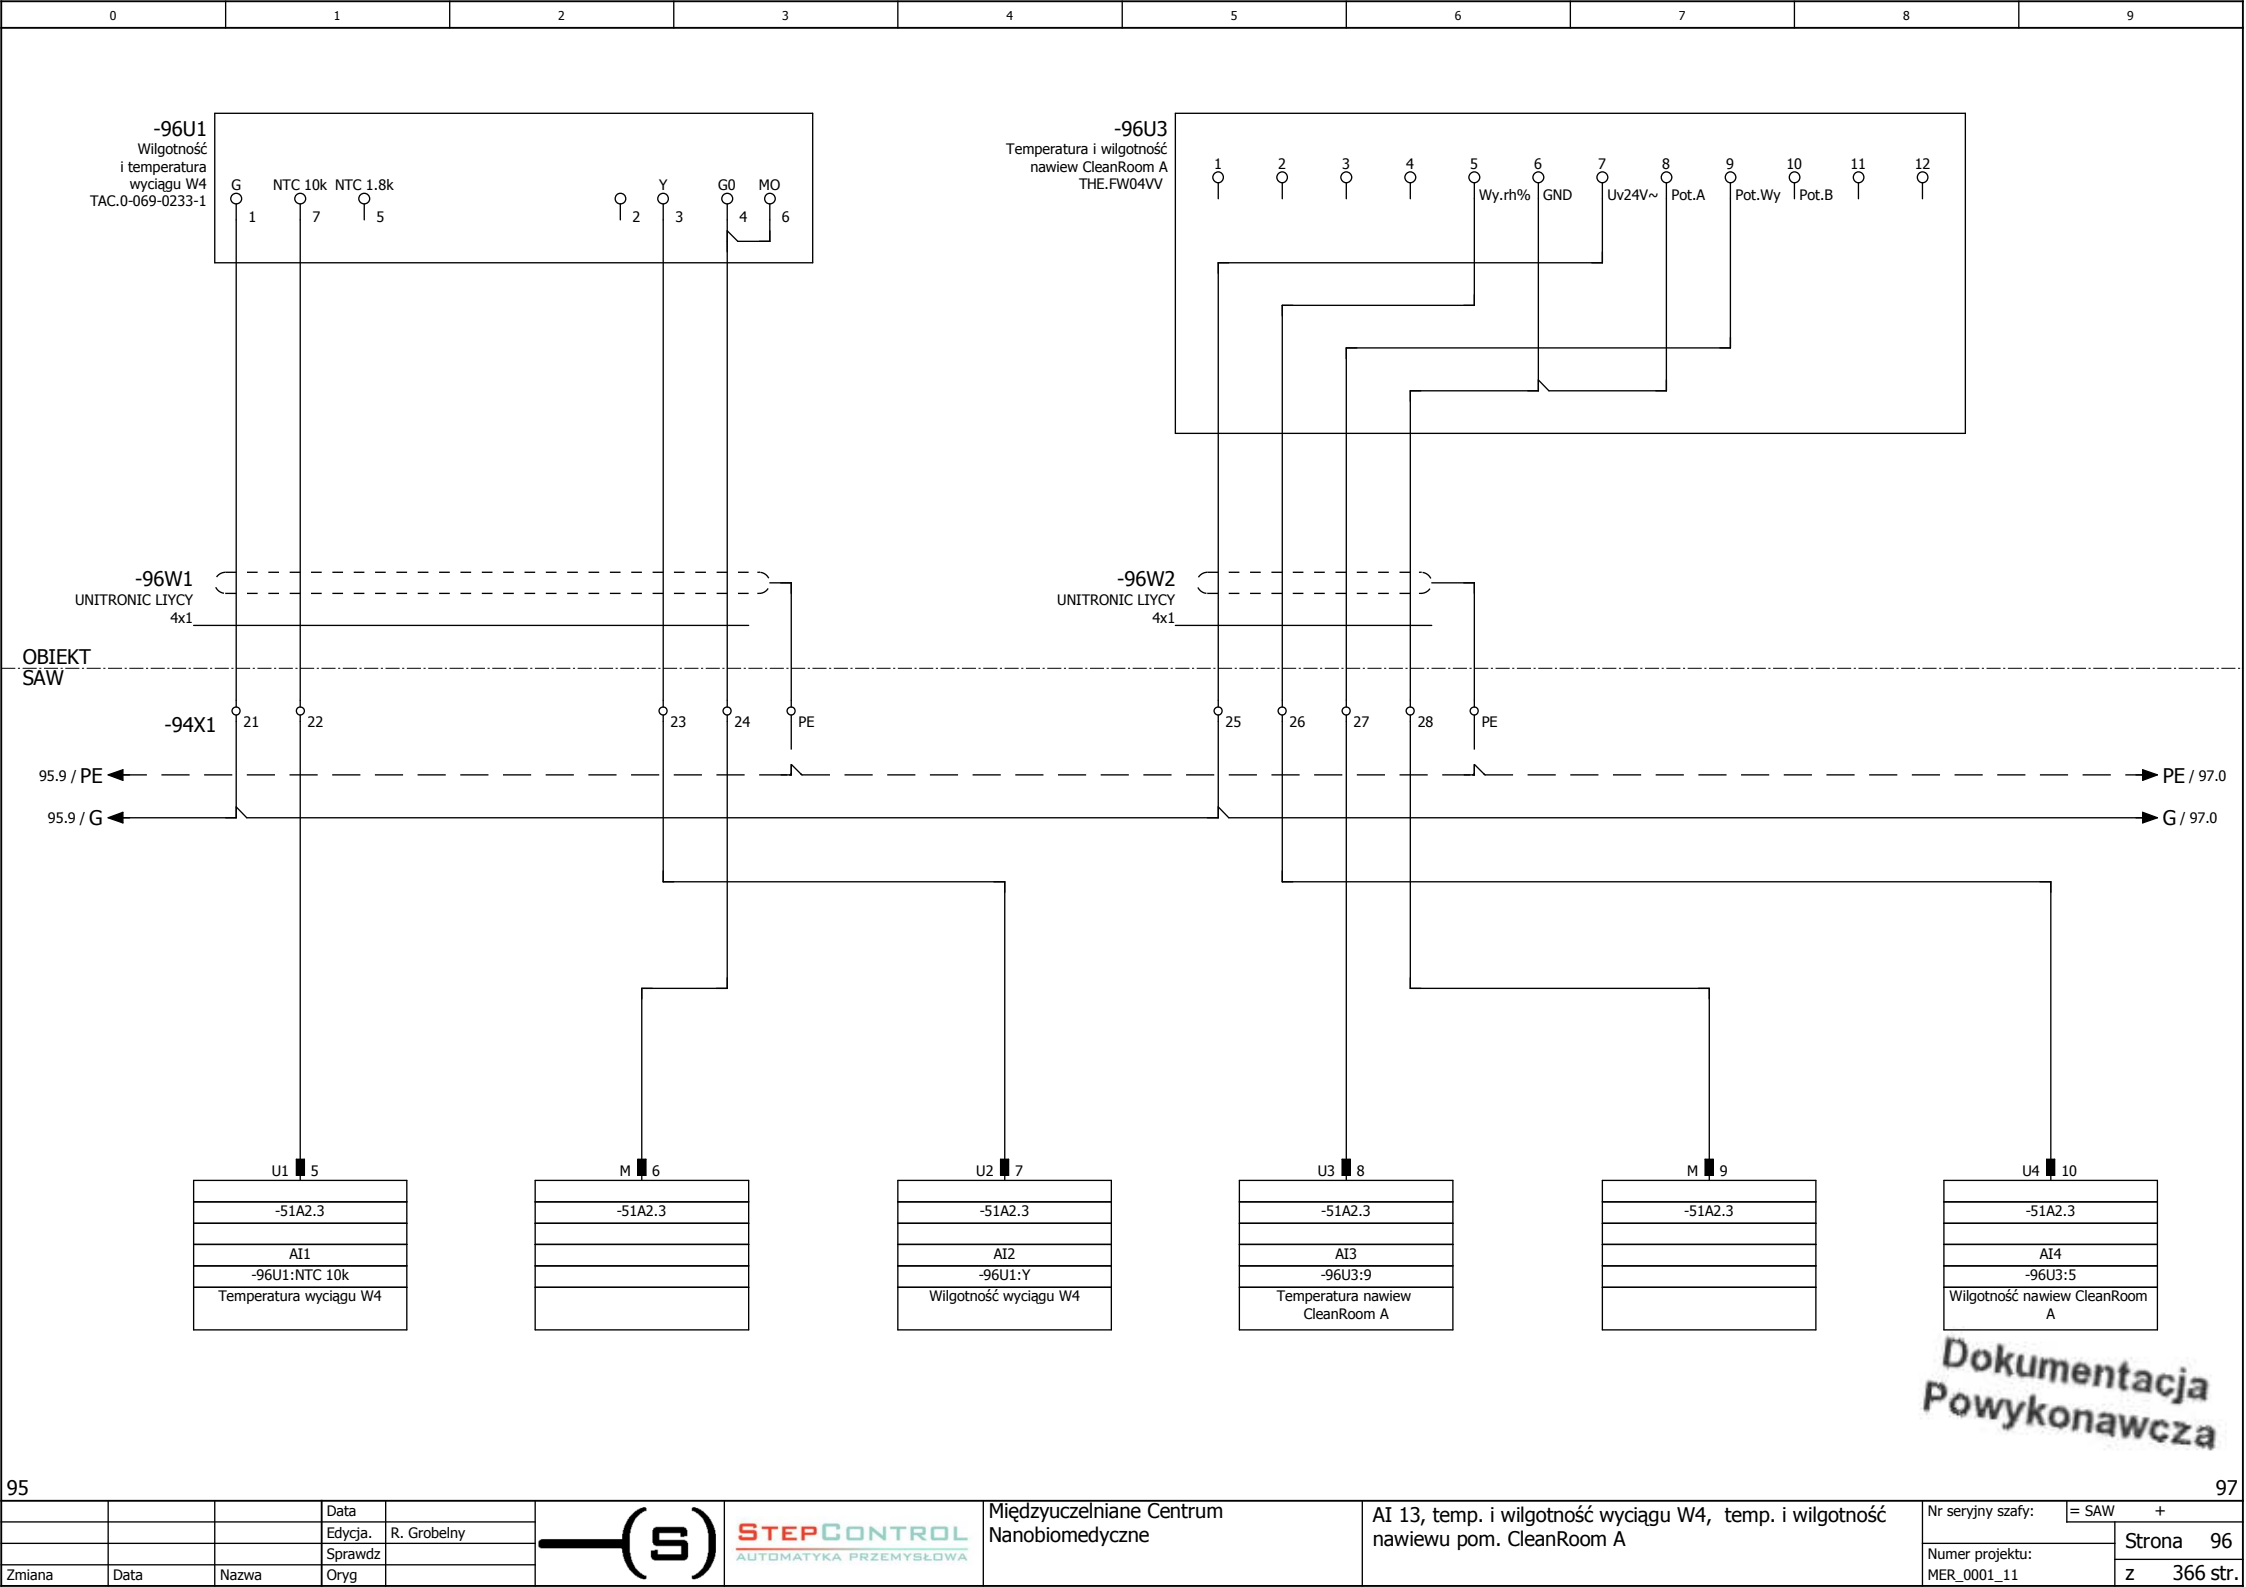 0 1 2 3 4 5 6 7 8 9
-96U1
Wilgotność
i temperatura
wyciągu W4
TAC.0-069-0233-1
G NTC 10k NTC 1.8k Y G0 MO
1 7 5 2 3 4 6
-96U3
Temperatura i wilgotność
nawiew CleanRoom A
THE.FW04VV
1 2 3 4 5 6 7 8 9 10 11 12
Wy.rh% GND Uv24V~ Pot.A Pot.Wy Pot.B
-96W1
UNITRONIC LIYCY
4x1
-96W2
UNITRONIC LIYCY
4x1
OBIEKT
SAW
-94X1 21 22 23 24 PE 25 26 27 28 PE
95.9 / PE PE / 97.0
95.9 / G G / 97.0
U1 5 M 6 U2 7 U3 8 M 9 U4 10
-51A2.3 -51A2.3 -51A2.3 -51A2.3 -51A2.3 -51A2.3
AI1 AI2 AI3 AI4
-96U1:NTC 10k -96U1:Y -96U3:9 -96U3:5
Temperatura wyciągu W4
Wilgotność wyciągu W4
Temperatura nawiew
CleanRoom A
Wilgotność nawiew CleanRoom
A
Dokumentacja
Powykonawcza
95 97
Data
Edycja. R. Grobelny
Sprawdz
Zmiana Data Nazwa Oryg
(S)
STEPCONTROL
AUTOMATYKA PRZEMYSŁOWA
Międzyuczelniane Centrum
Nanobiomedyczne
AI 13, temp. i wilgotność wyciągu W4, temp. i wilgotność
nawiewu pom. CleanRoom A
Nr seryjny szafy:
= SAW +
Numer projektu:
MER_0001_11
Strona 96
z 366 str.